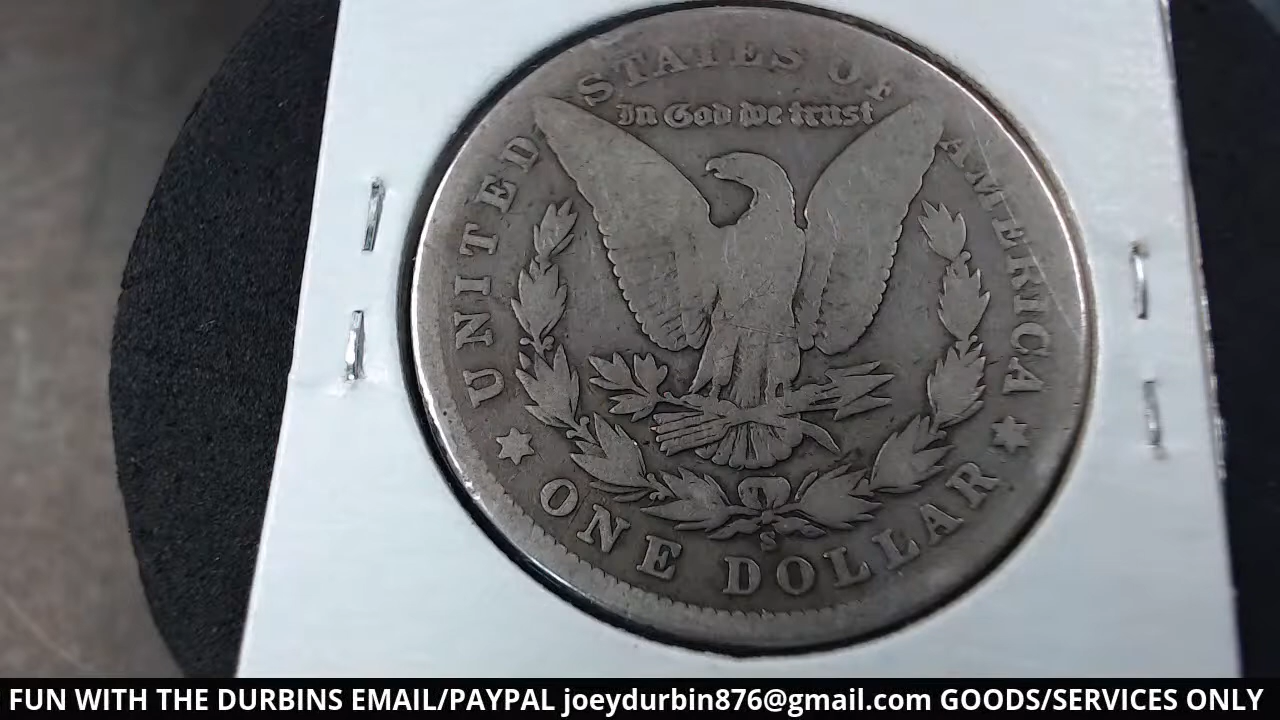 UNITED STATES OF AMERICA
In God we trust
S
ONE DOLLAR
FUN WITH THE DURBINS EMAIL/PAYPAL joeydurbin876@gmail.com GOODS/SERVICES ONLY